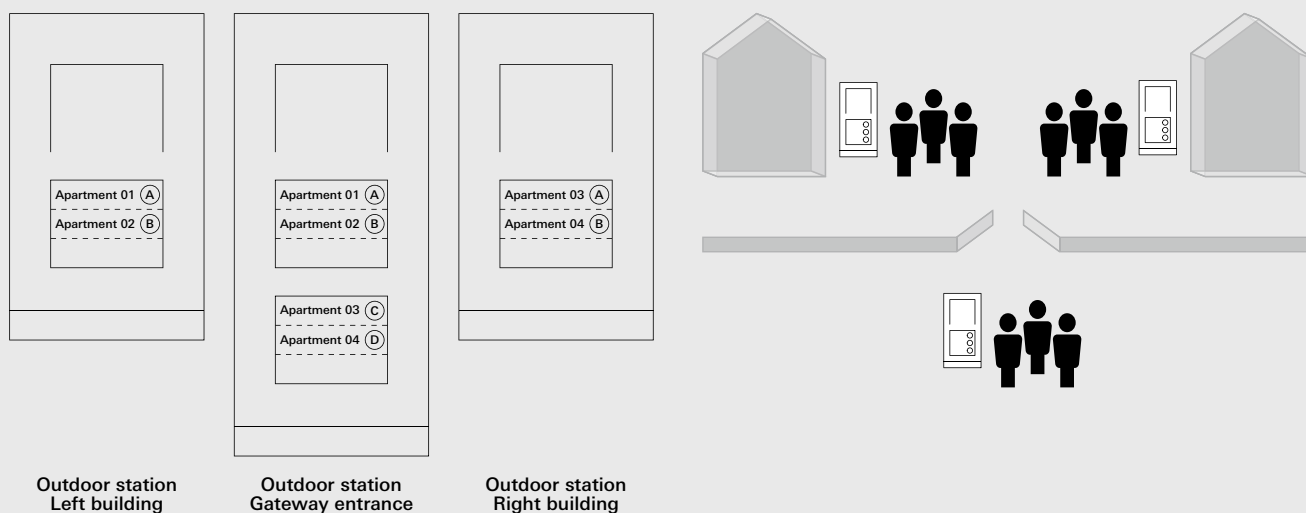 Apartment 01 A
Apartment 02 B
Outdoor station
Left building
Apartment 01 A
Apartment 02 B
Apartment 03 C
Apartment 04 D
Outdoor station
Gateway entrance
Apartment 03 A
Apartment 04 B
Outdoor station
Right building